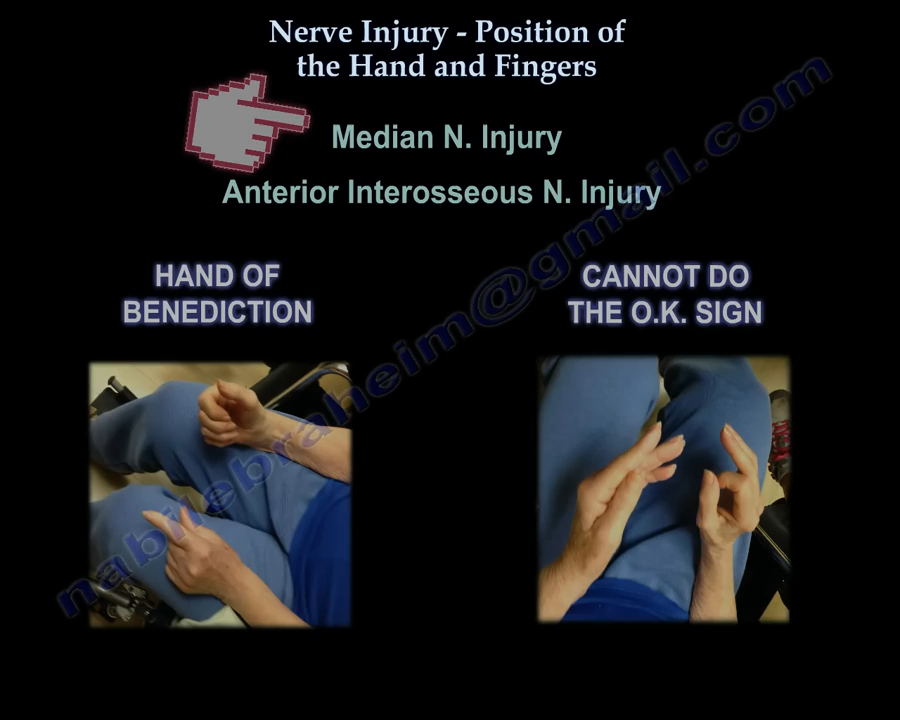 Nerve Injury - Position of
the Hand and Fingers
Median N. Injury
Anterior Interosseous N. Injury
HAND OF
BENEDICTION
CANNOT DO
THE O.K. SIGN
nabilebraheim@gmail.com